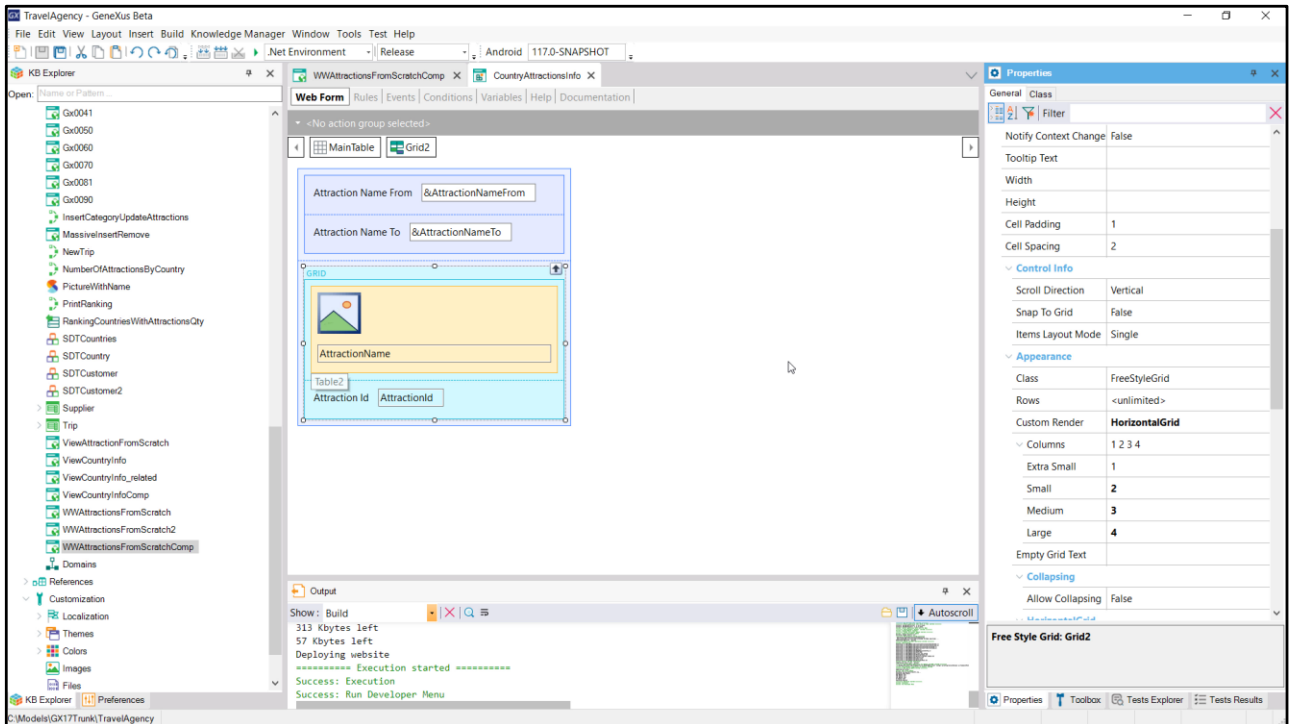 TravelAgency - GeneXus Beta
File Edit View Layout Insert Build Knowledge Manager Window Tools Test Help
.Net Environment Release Android 117.0-SNAPSHOT
KB Explorer
Open: Name or Pattern...
Gx0041
Gx0050
Gx0060
Gx0070
Gx0081
Gx0090
InsertCategoryUpdateAttractions
MassiveInsertRemove
NewTrip
NumberOfAttractionsByCountry
PictureWithName
PrintRanking
RankingCountriesWithAttractionsQty
SDTCountries
SDTCountry
SDTCustomer
SDTCustomer2
Supplier
Trip
ViewAttractionFromScratch
ViewCountryInfo
ViewCountryInfo_related
ViewCountryInfoComp
WWAttractionsFromScratch
WWAttractionsFromScratch2
WWAttractionsFromScratchComp
Domains
References
Customization
Localization
Themes
Colors
Images
Files
KB Explorer Preferences
C:\Models\GX17Trunk\TravelAgency
WWAttractionsFromScratchComp CountryAttractionsInfo
Web Form Rules Events Conditions Variables Help Documentation
<No action group selected>
MainTable Grid2
Attraction Name From &AttractionNameFrom
Attraction Name To &AttractionNameTo
GRID
AttractionName
Table2
Attraction Id AttractionId
Output
Show: Build Autoscroll
313 Kbytes left
57 Kbytes left
Deploying website
========== Execution started ==========
Success: Execution
Success: Run Developer Menu
Properties
General Class
Filter
Notify Context Change False
Tooltip Text
Width
Height
Cell Padding 1
Cell Spacing 2
Control Info
Scroll Direction Vertical
Snap To Grid False
Items Layout Mode Single
Appearance
Class FreeStyleGrid
Rows <unlimited>
Custom Render HorizontalGrid
Columns 1 2 3 4
Extra Small 1
Small 2
Medium 3
Large 4
Empty Grid Text
Collapsing
Allow Collapsing False
HorizontalGrid
Free Style Grid: Grid2
Properties Toolbox Tests Explorer Tests Results